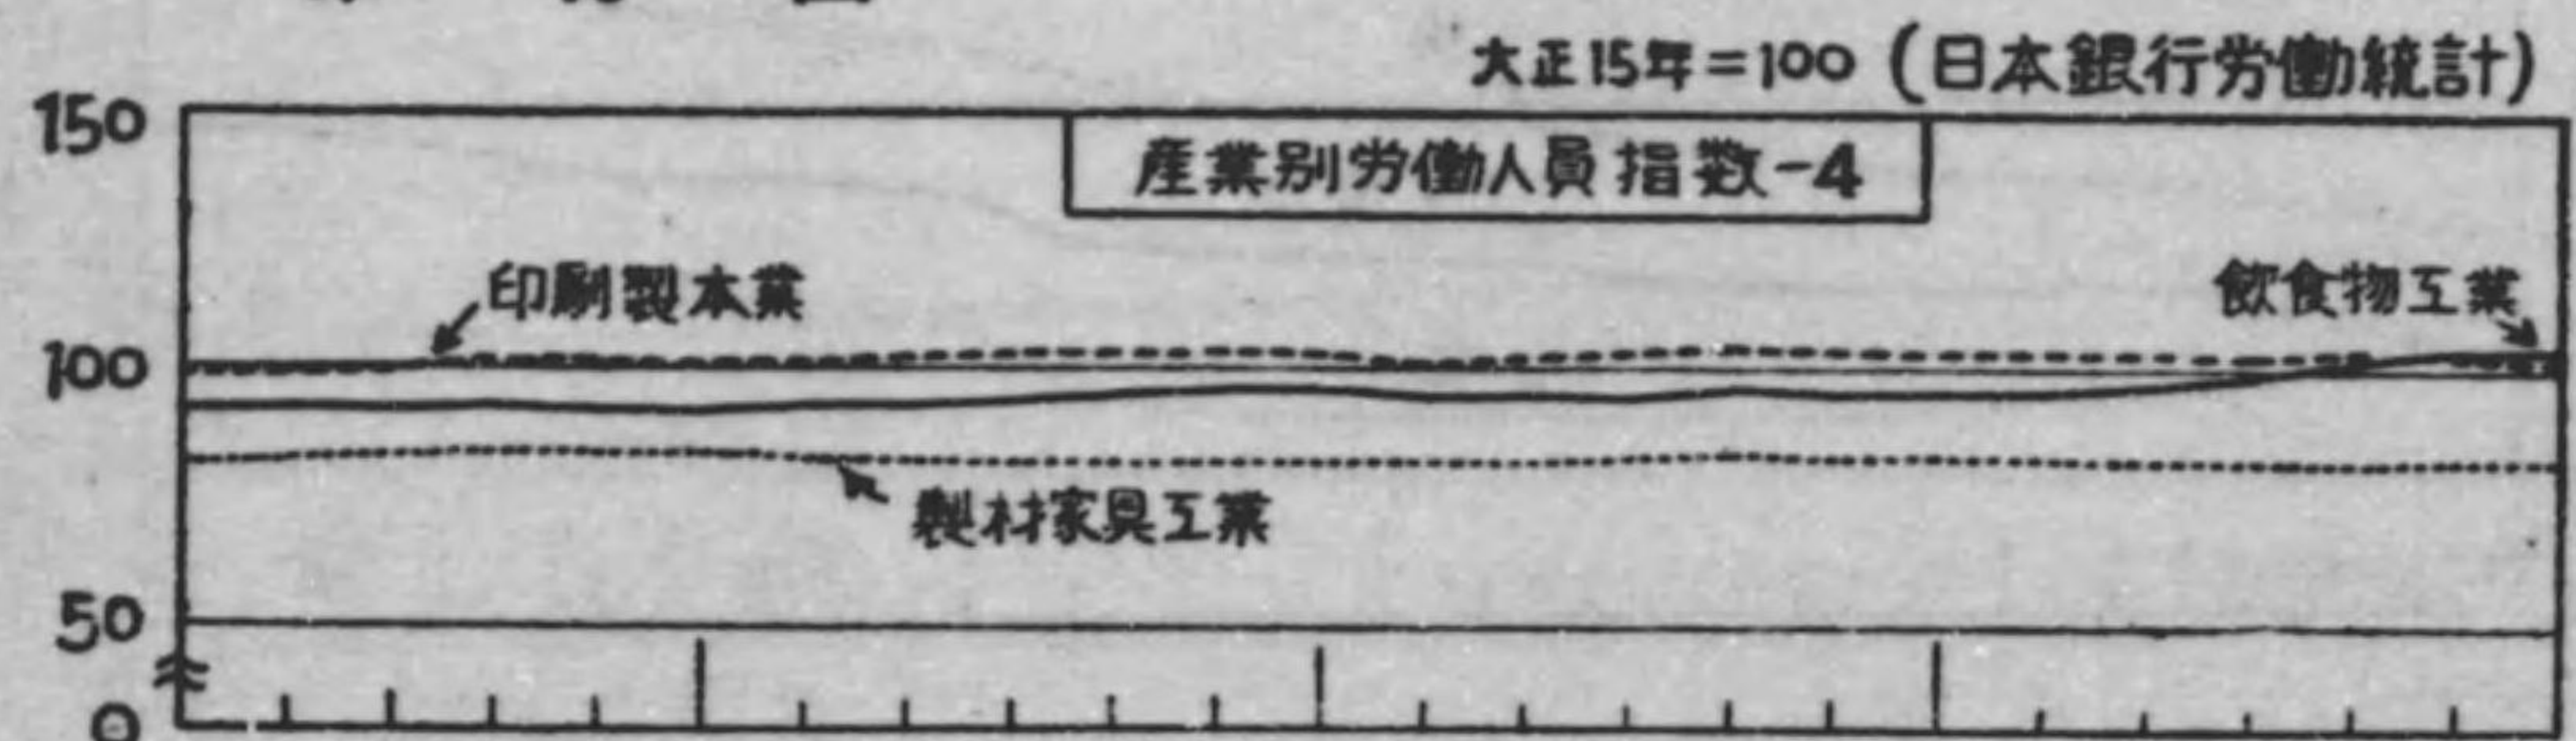 大正15年=100 (日本銀行労働統計)
150
産業別労働人員指数-4
印刷製本業
飲食物工業
100
製材家具工業
50
0